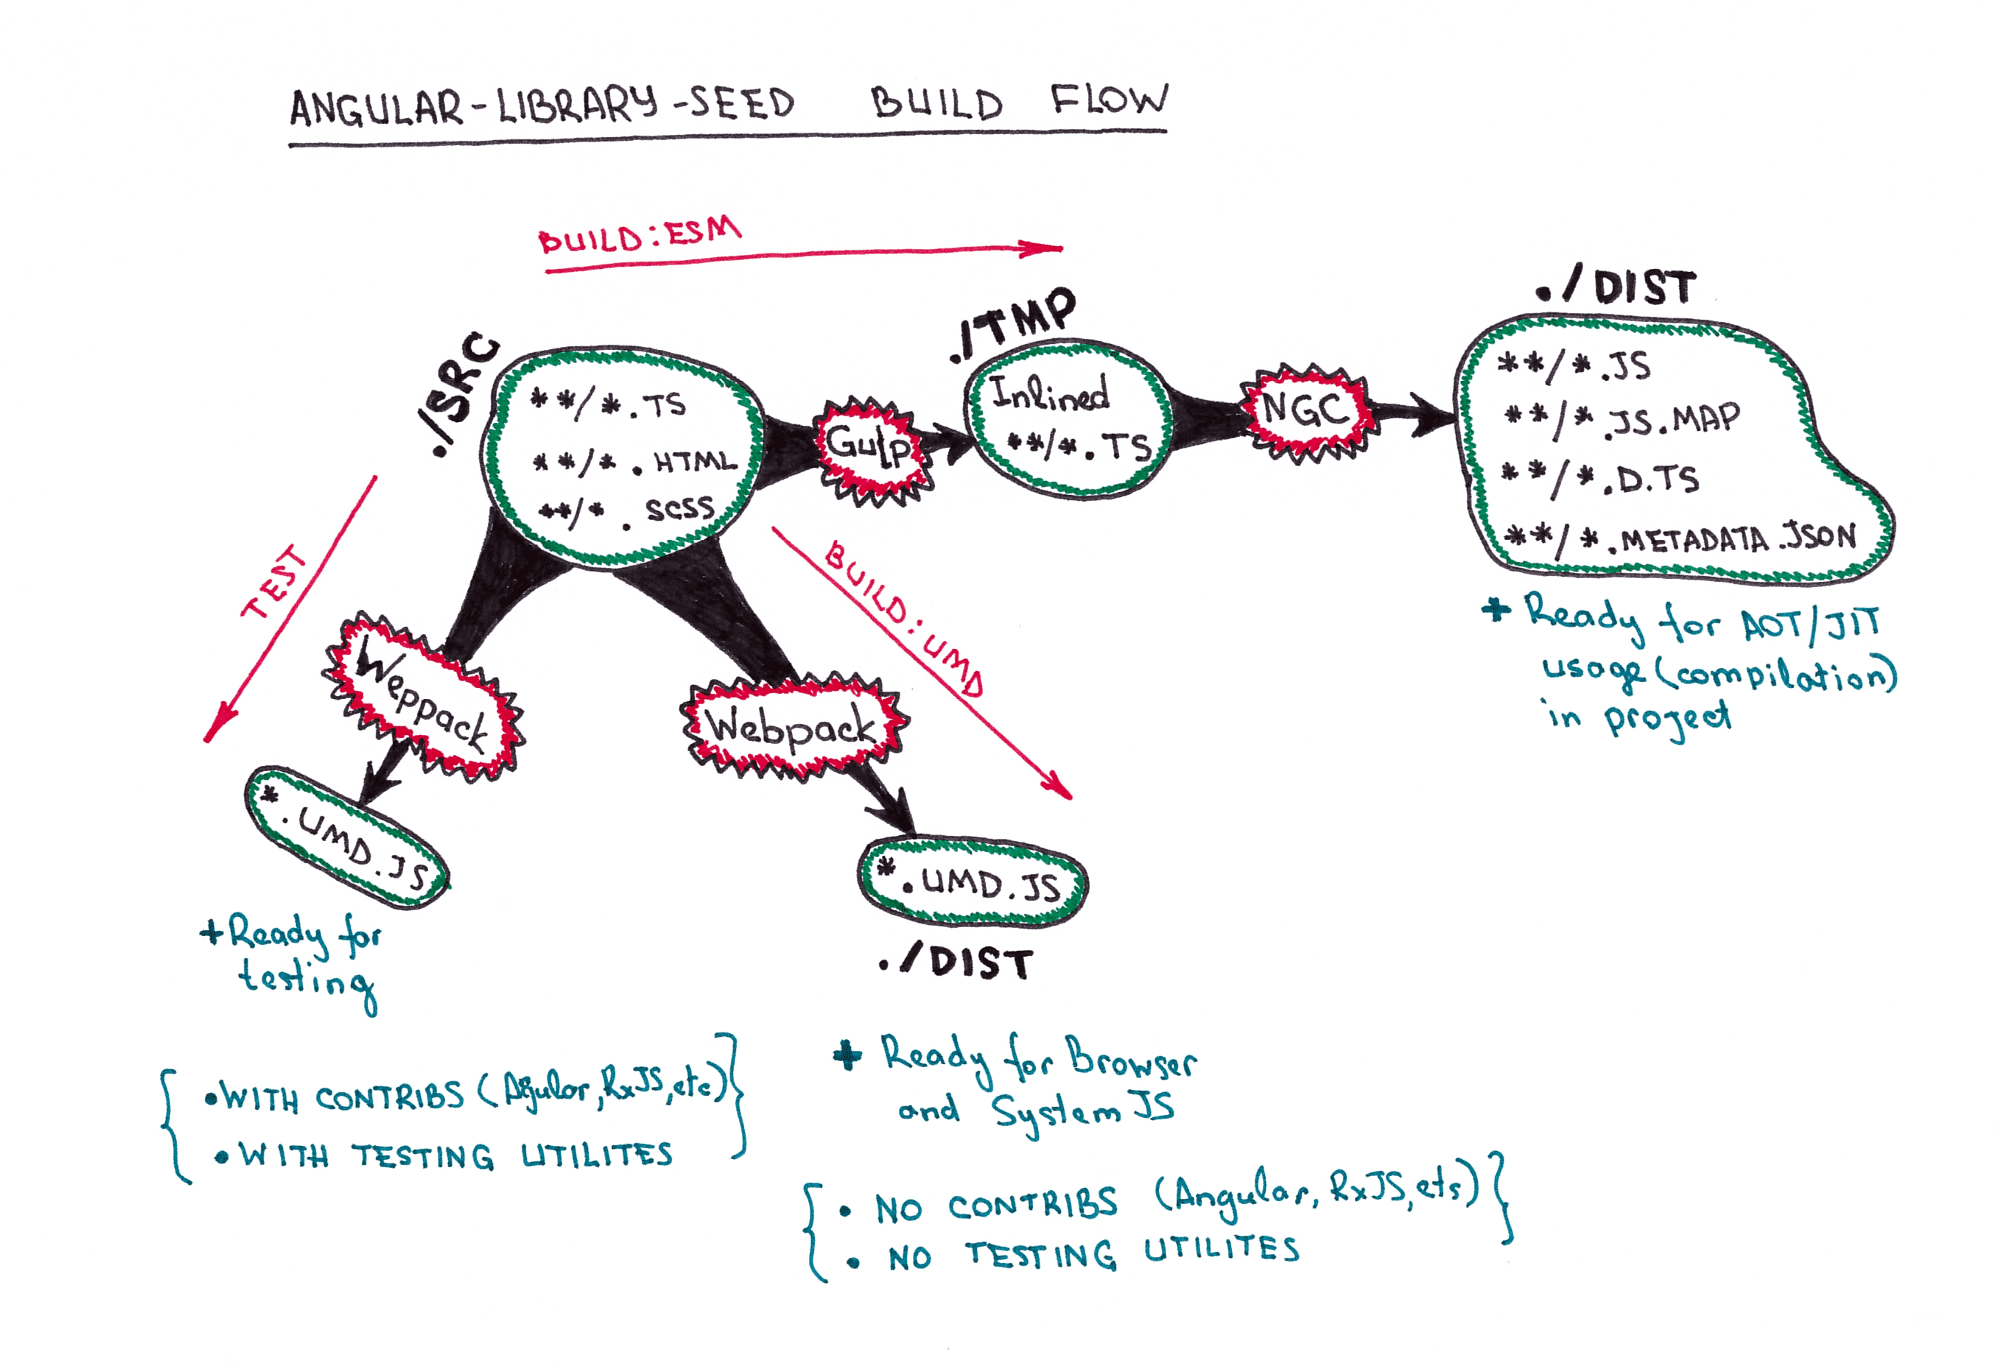 ANGULAR-LIBRARY-SEED BUILD FLOW
BUILD:ESM
./SRC
**/*.TS
**/*.HTML
**/*.SCSS
Gulp
./TMP
Inlined
**/*.TS
NGC
./DIST
**/*.JS
**/*.JS.MAP
**/*.D.TS
**/*.METADATA.JSON
+ Ready for AOT/JIT
usage (compilation)
in project
TEST
Weppack
*.UMD.JS
+ Ready for
testing
{ • WITH CONTRIBS (Agular, RxJS, etc) }
• WITH TESTING UTILITES
BUILD:UMD
Webpack
*.UMD.JS
./DIST
+ Ready for Browser
and System JS
{ • NO CONTRIBS (Angular, RxJS, ets) }
• NO TESTING UTILITES